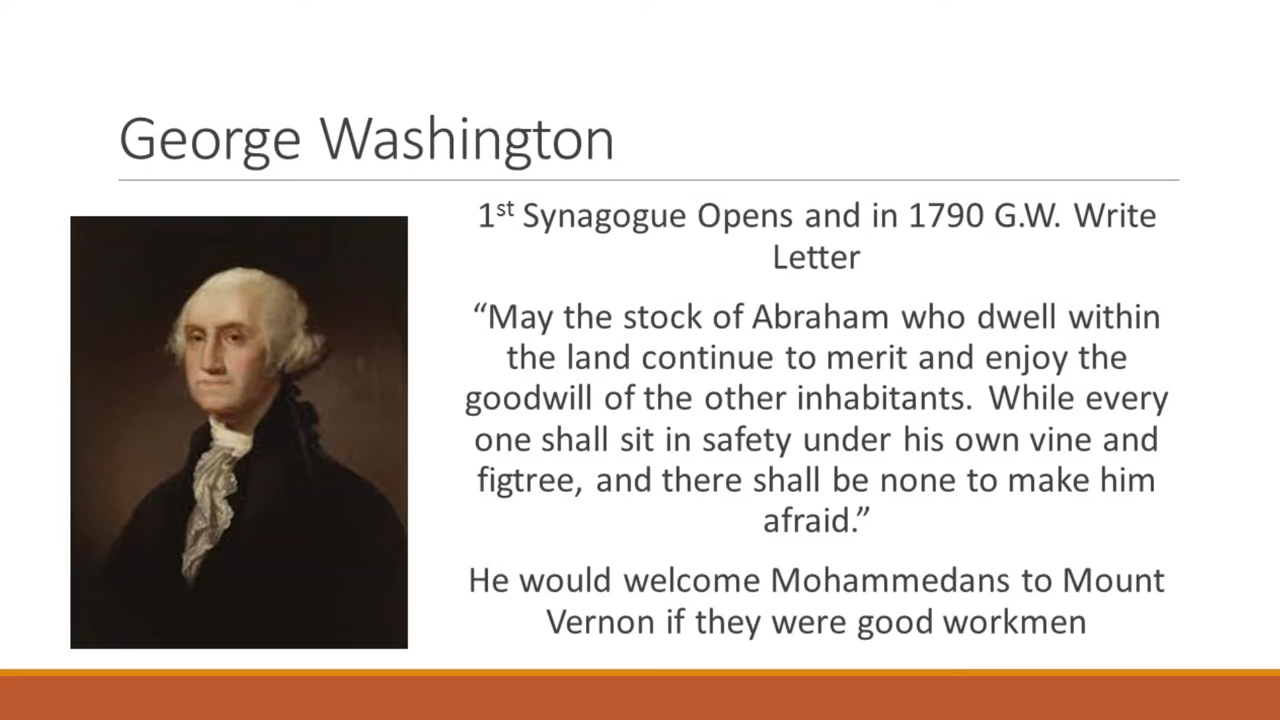 George Washington
1st Synagogue Opens and in 1790 G.W. Write
Letter
“May the stock of Abraham who dwell within
the land continue to merit and enjoy the
goodwill of the other inhabitants. While every
one shall sit in safety under his own vine and
figtree, and there shall be none to make him
afraid.”
He would welcome Mohammedans to Mount
Vernon if they were good workmen